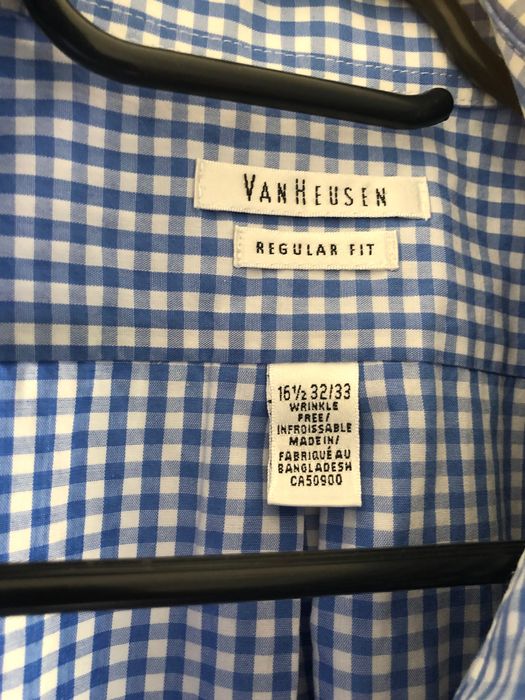 VANHEUSEN
REGULAR FIT
16½ 32/33
WRINKLE
FREE/
INFROISSABLE
MADE IN/
FABRIQUÉ AU
BANGLADESH
CA50900